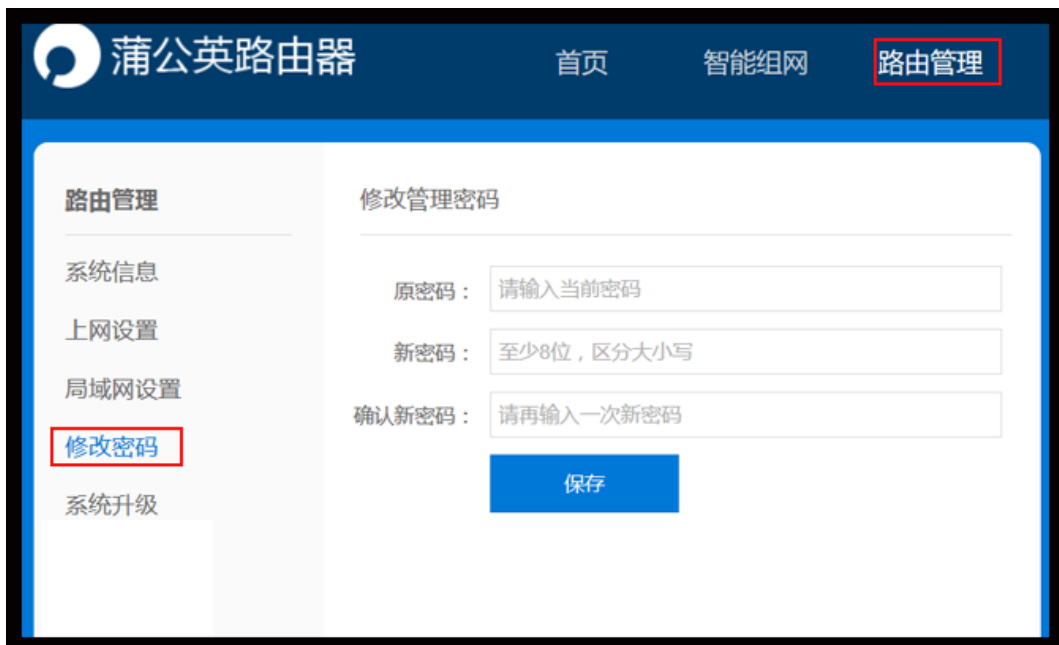 蒲公英路由器
首页 智能组网 路由管理
路由管理
系统信息
上网设置
局域网设置
修改密码
系统升级
修改管理密码
原密码： 请输入当前密码
新密码： 至少8位，区分大小写
确认新密码： 请再输入一次新密码
保存